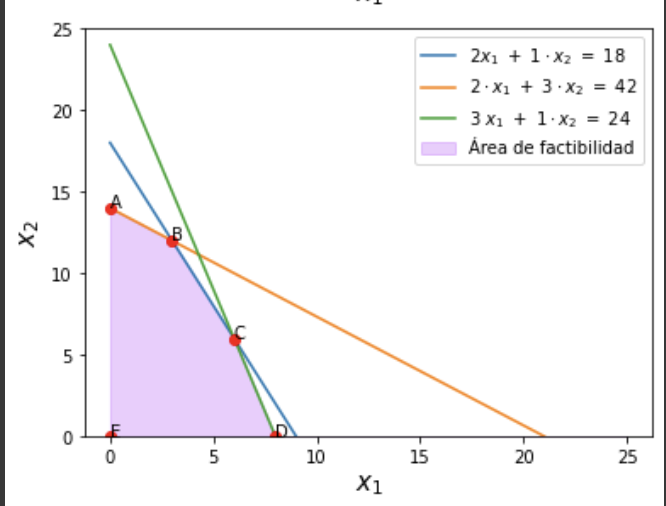 x₁
25
20
15
10
5
0
x₂
2x₁ + 1·x₂ = 18
2·x₁ + 3·x₂ = 42
3 x₁ + 1·x₂ = 24
Área de factibilidad
A
B
C
D
E
0 5 10 15 20 25
x₁